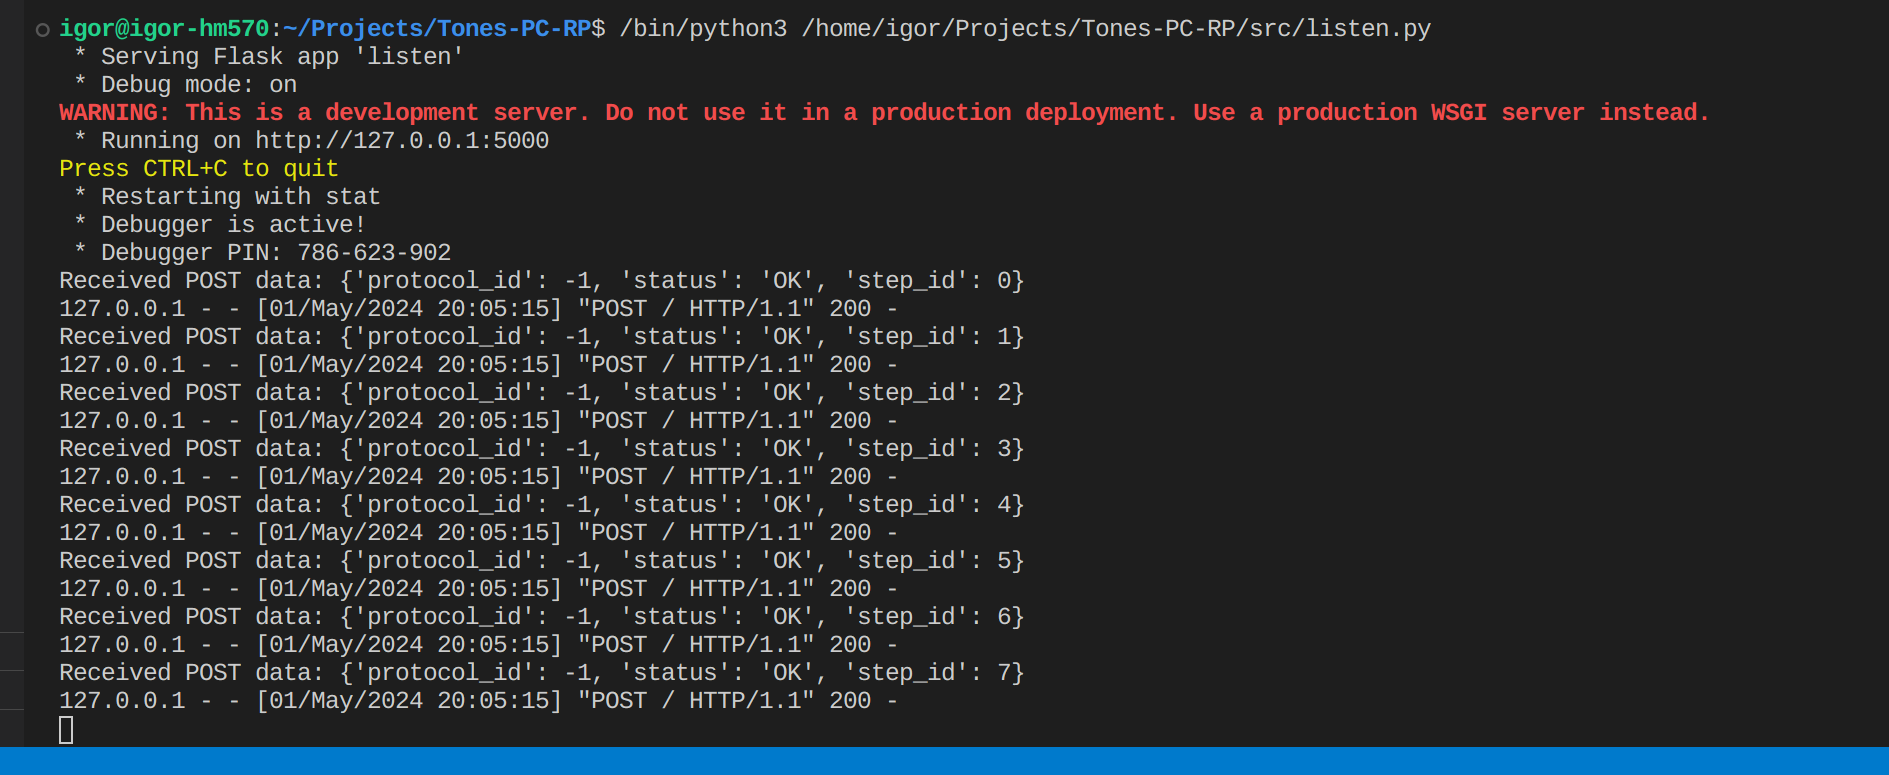 igor@igor-hm570:~/Projects/Tones-PC-RP$ /bin/python3 /home/igor/Projects/Tones-PC-RP/src/listen.py
 * Serving Flask app 'listen'
 * Debug mode: on
WARNING: This is a development server. Do not use it in a production deployment. Use a production WSGI server instead.
 * Running on http://127.0.0.1:5000
Press CTRL+C to quit
 * Restarting with stat
 * Debugger is active!
 * Debugger PIN: 786-623-902
Received POST data: {'protocol_id': -1, 'status': 'OK', 'step_id': 0}
127.0.0.1 - - [01/May/2024 20:05:15] "POST / HTTP/1.1" 200 -
Received POST data: {'protocol_id': -1, 'status': 'OK', 'step_id': 1}
127.0.0.1 - - [01/May/2024 20:05:15] "POST / HTTP/1.1" 200 -
Received POST data: {'protocol_id': -1, 'status': 'OK', 'step_id': 2}
127.0.0.1 - - [01/May/2024 20:05:15] "POST / HTTP/1.1" 200 -
Received POST data: {'protocol_id': -1, 'status': 'OK', 'step_id': 3}
127.0.0.1 - - [01/May/2024 20:05:15] "POST / HTTP/1.1" 200 -
Received POST data: {'protocol_id': -1, 'status': 'OK', 'step_id': 4}
127.0.0.1 - - [01/May/2024 20:05:15] "POST / HTTP/1.1" 200 -
Received POST data: {'protocol_id': -1, 'status': 'OK', 'step_id': 5}
127.0.0.1 - - [01/May/2024 20:05:15] "POST / HTTP/1.1" 200 -
Received POST data: {'protocol_id': -1, 'status': 'OK', 'step_id': 6}
127.0.0.1 - - [01/May/2024 20:05:15] "POST / HTTP/1.1" 200 -
Received POST data: {'protocol_id': -1, 'status': 'OK', 'step_id': 7}
127.0.0.1 - - [01/May/2024 20:05:15] "POST / HTTP/1.1" 200 -